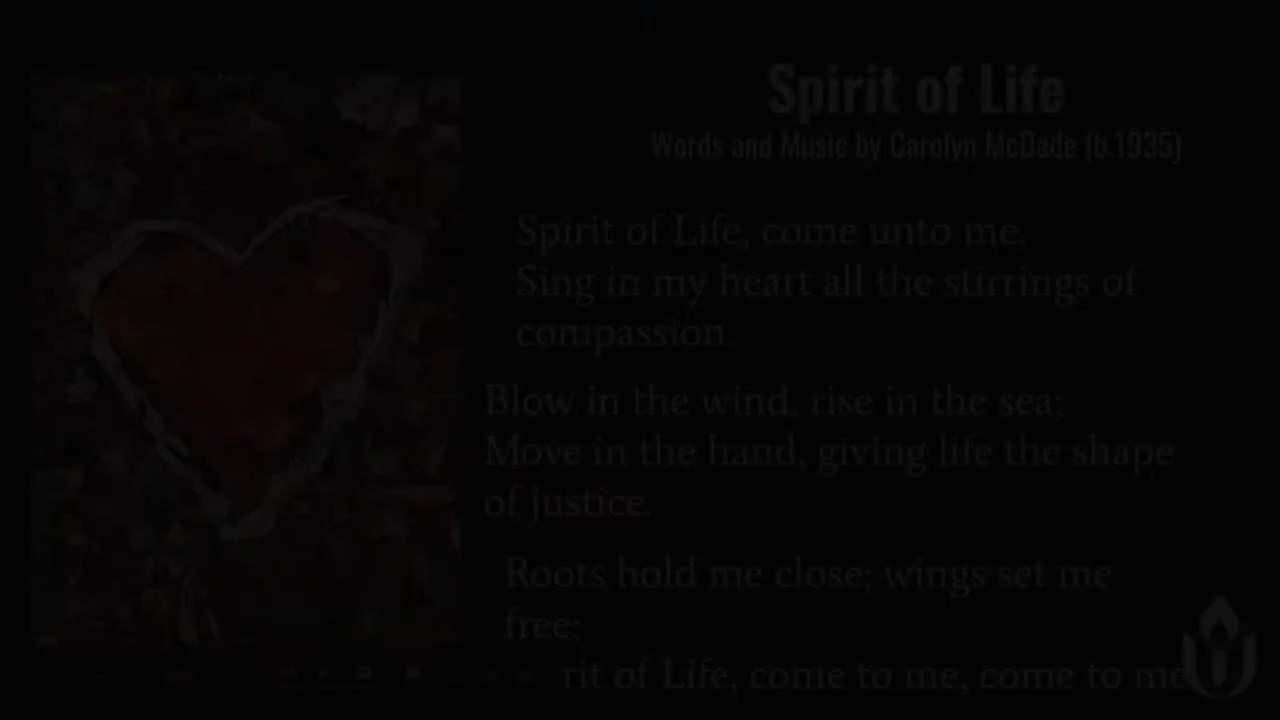 Spirit of Life
Words and Music by Carolyn McDade (b.1935)
Spirit of Life, come unto me.
Sing in my heart all the stirrings of
compassion.
Blow in the wind, rise in the sea;
Move in the hand, giving life the shape
of Justice.
Roots hold me close; wings set me
free;
rit of Life, come to me, come to me